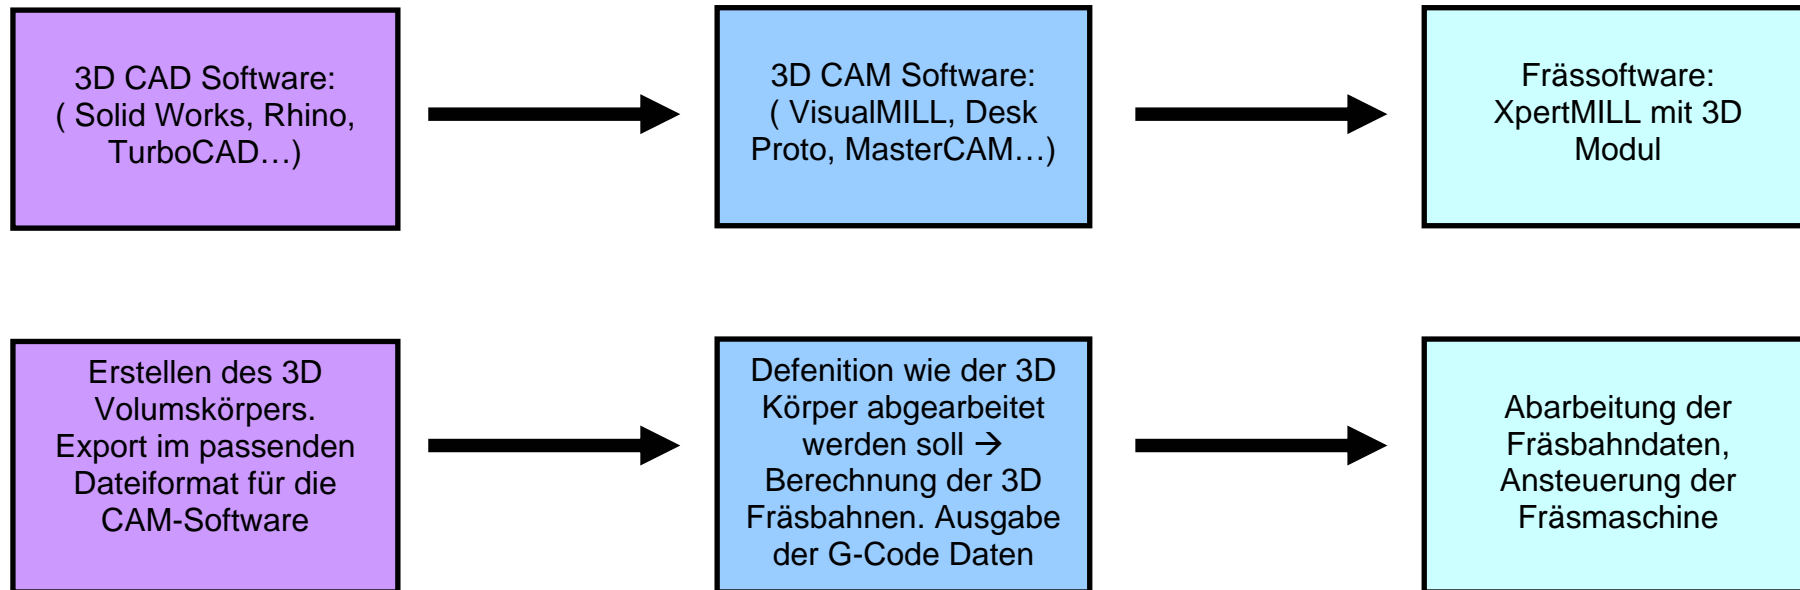 3D CAD Software:
( Solid Works, Rhino,
TurboCAD…)
3D CAM Software:
( VisualMILL, Desk
Proto, MasterCAM…)
Frässoftware:
XpertMILL mit 3D
Modul
Erstellen des 3D
Volumskörpers.
Export im passenden
Dateiformat für die
CAM-Software
Defenition wie der 3D
Körper abgearbeitet
werden soll →
Berechnung der 3D
Fräsbahnen. Ausgabe
der G-Code Daten
Abarbeitung der
Fräsbahndaten,
Ansteuerung der
Fräsmaschine